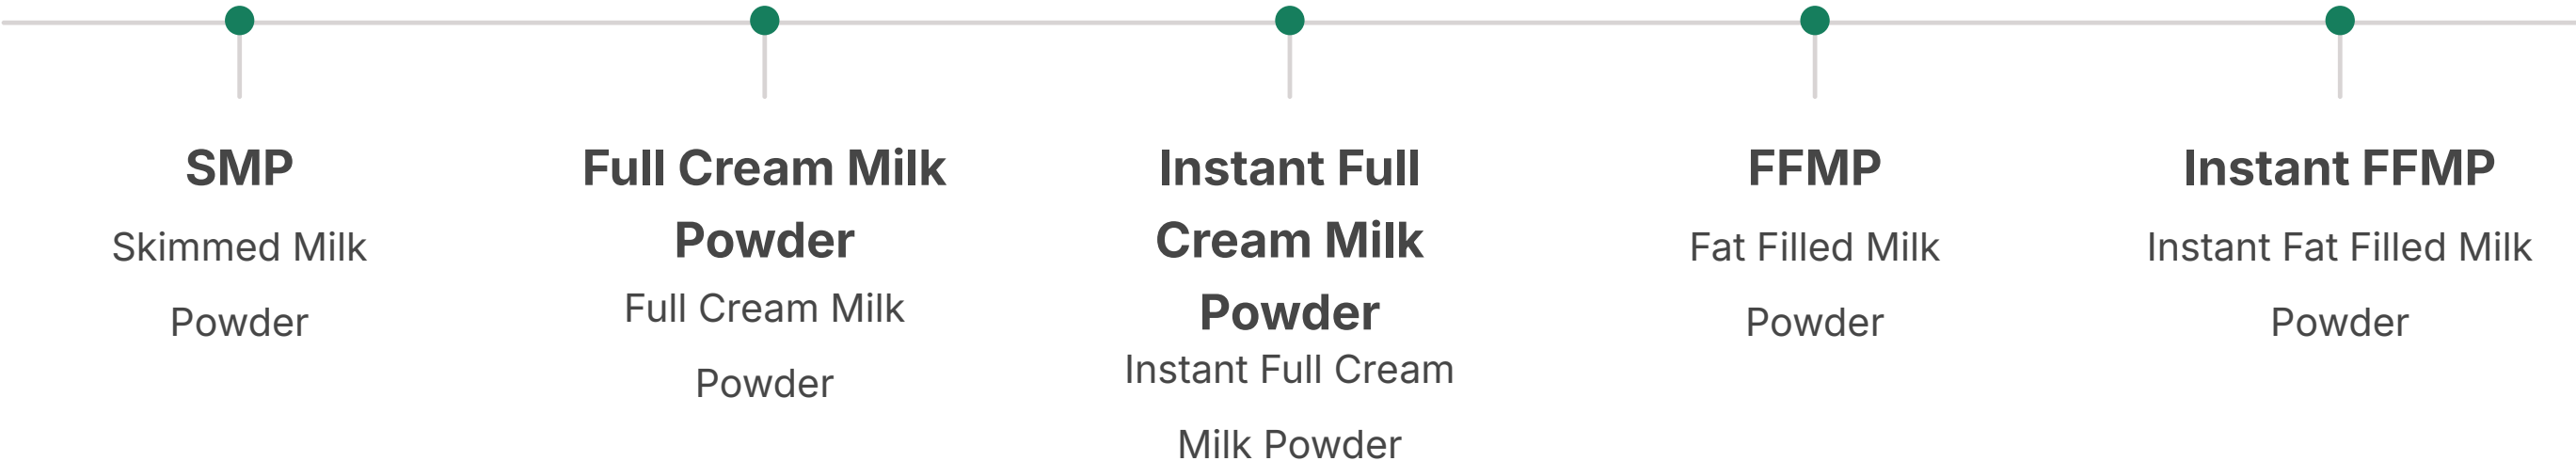 SMP
Skimmed Milk
Powder
Full Cream Milk
Powder
Full Cream Milk
Powder
Instant Full
Cream Milk
Powder
Instant Full Cream
Milk Powder
FFMP
Fat Filled Milk
Powder
Instant FFMP
Instant Fat Filled Milk
Powder